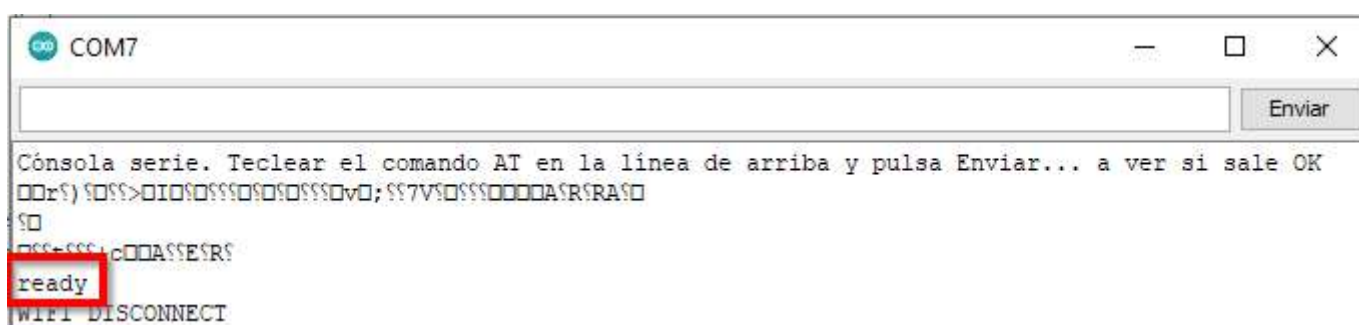 COM7
Enviar
Cónsola serie. Teclear el comando AT en la línea de arriba y pulsa Enviar... a ver si sale OK
ready
WIFI DISCONNECT